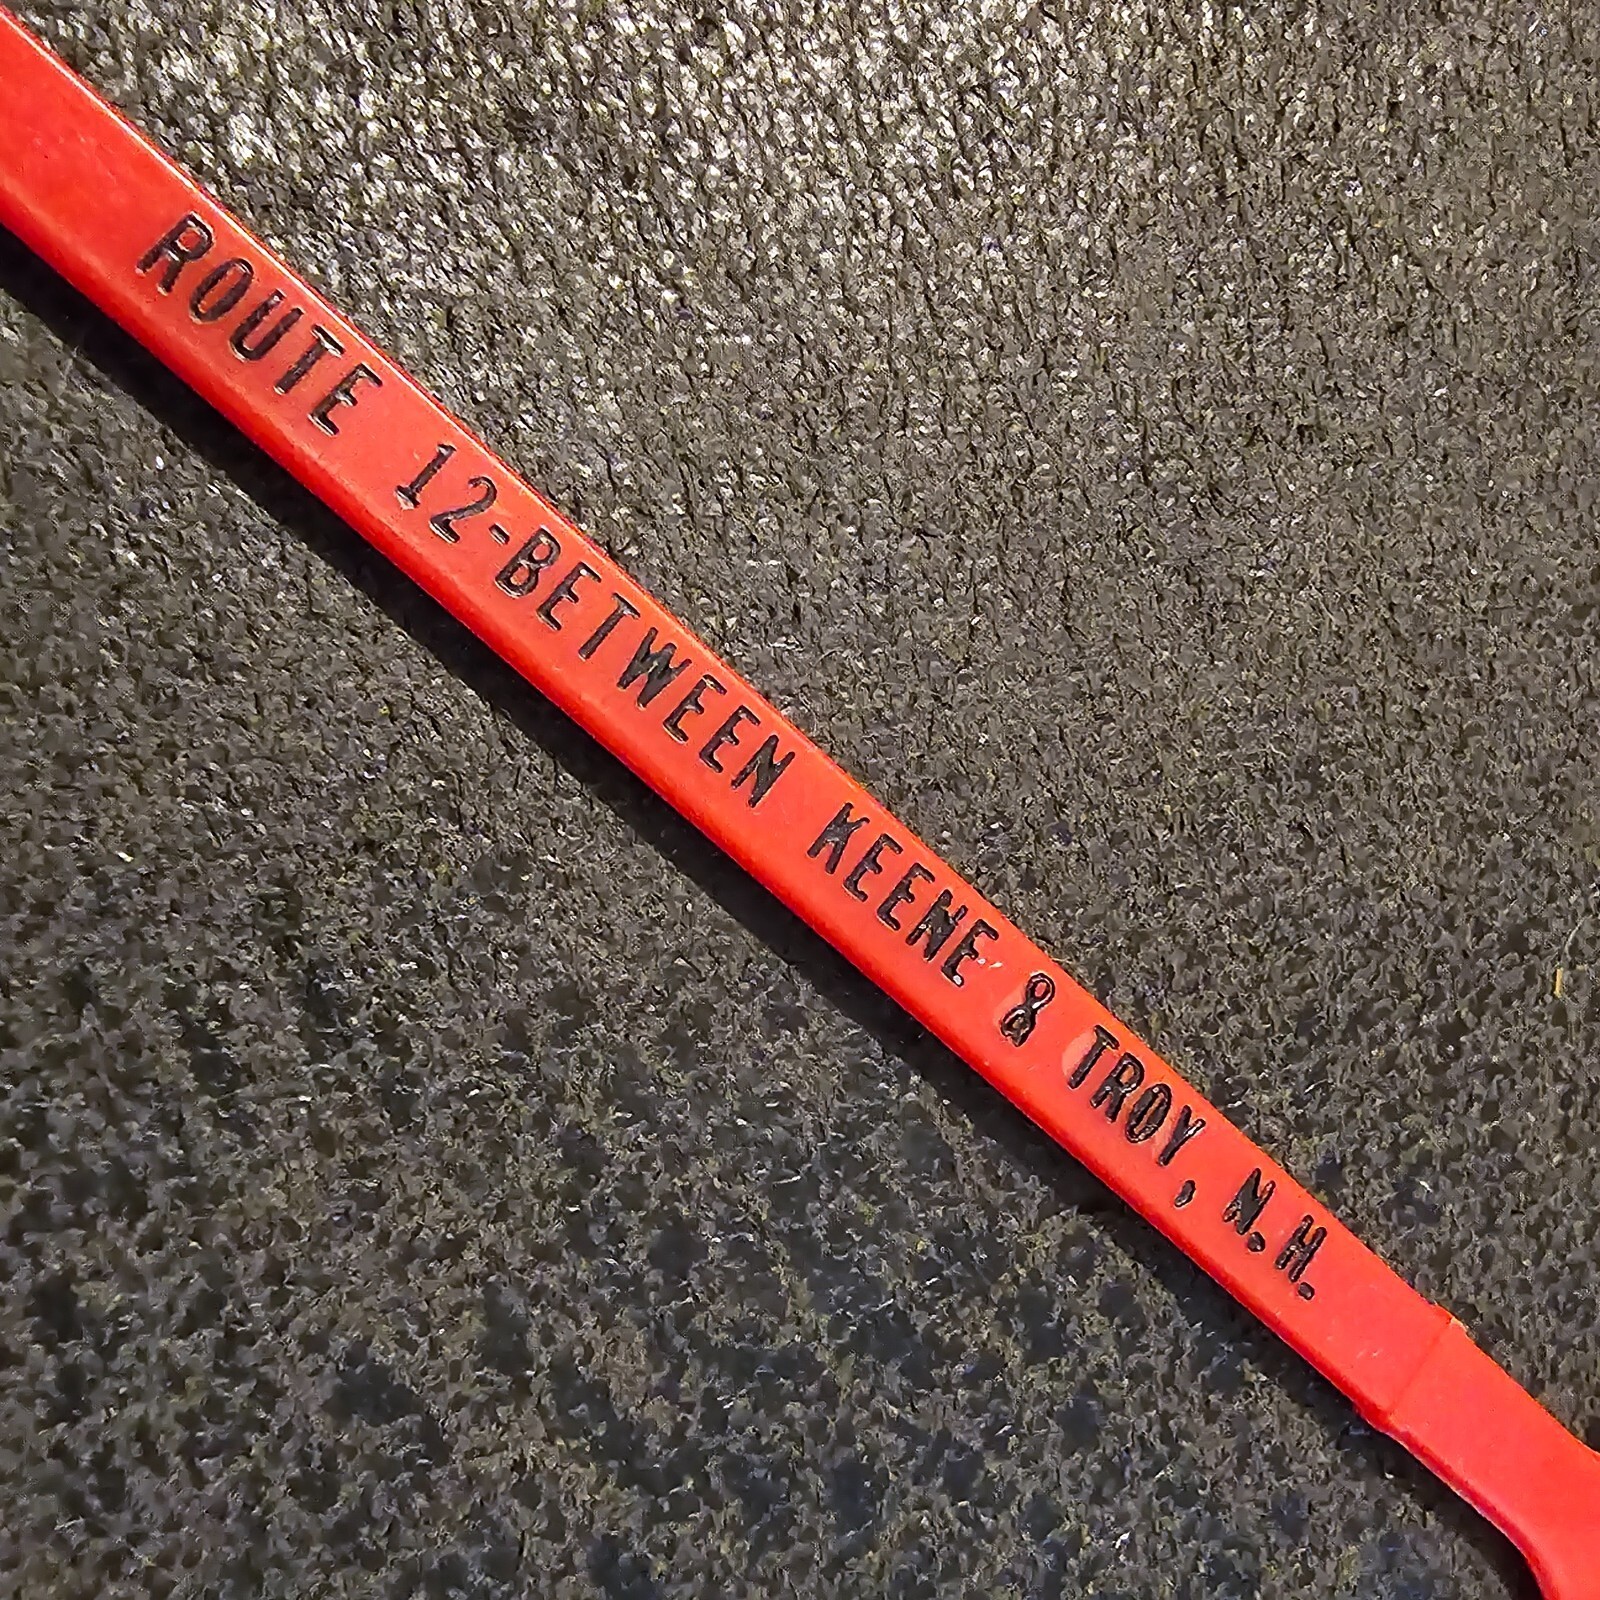 ROUTE 12-BETWEEN KEENE & TROY, N.H.